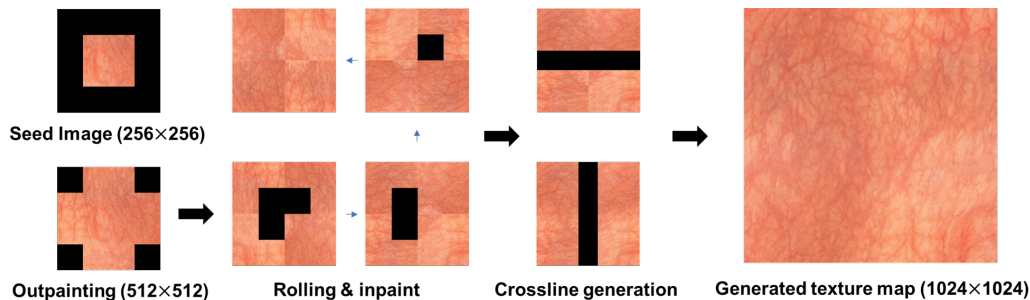 Seed Image (256×256)
Outpainting (512×512)
Rolling & inpaint
Crossline generation
Generated texture map (1024×1024)